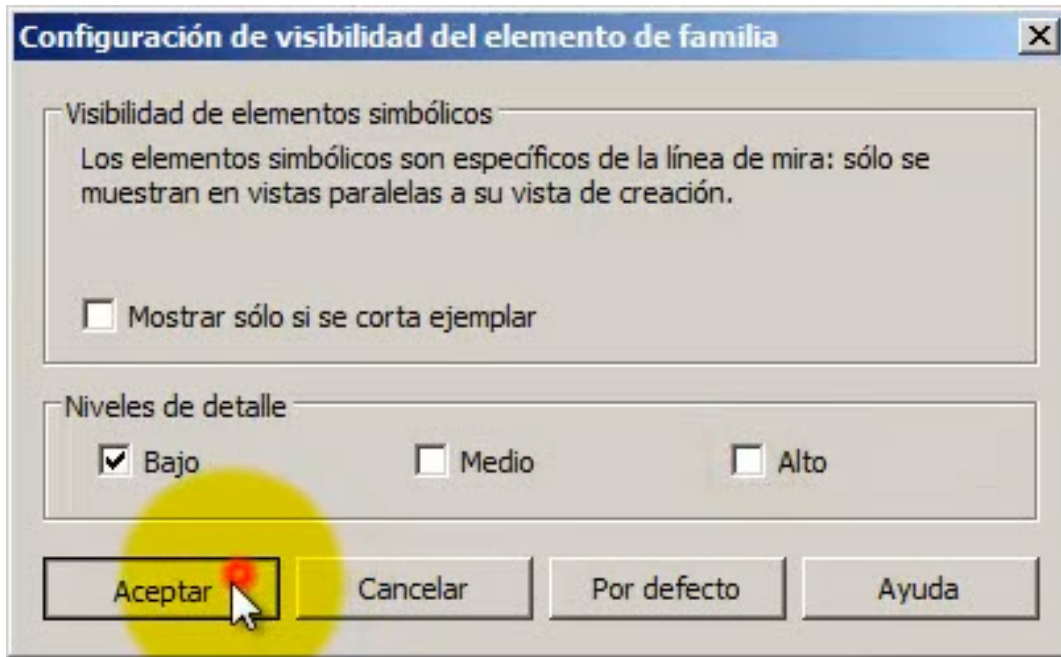 Configuración de visibilidad del elemento de familia
Visibilidad de elementos simbólicos
Los elementos simbólicos son específicos de la línea de mira: sólo se
muestran en vistas paralelas a su vista de creación.
Mostrar sólo si se corta ejemplar
Niveles de detalle
Bajo Medio Alto
Aceptar Cancelar Por defecto Ayuda